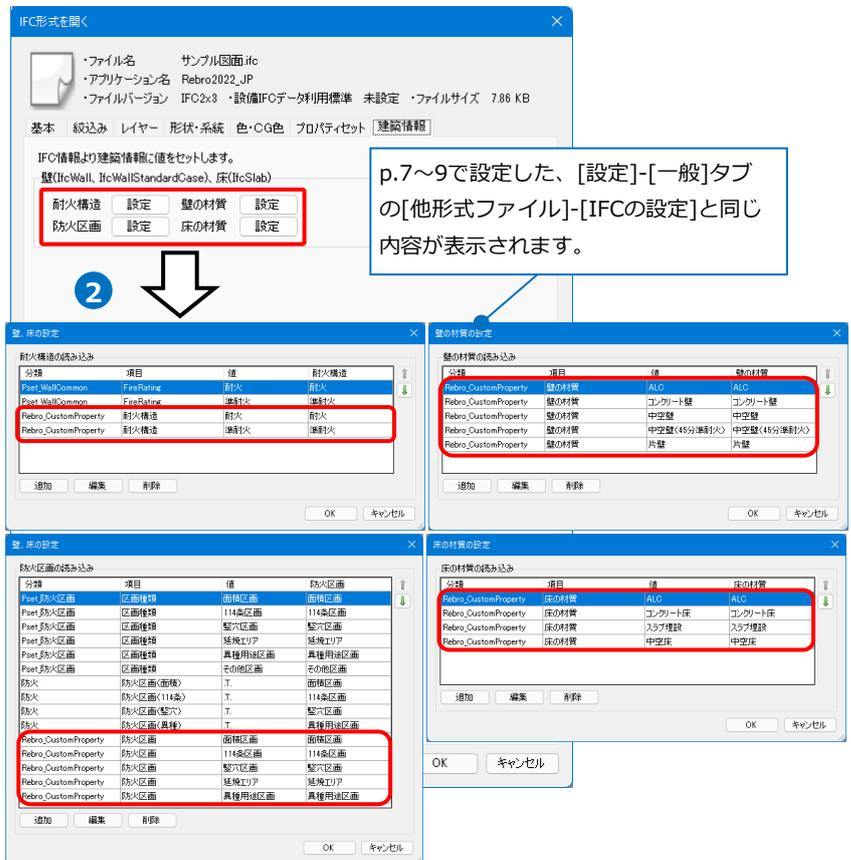 IFC形式を開く
・ファイル名 サンプル図面.ifc
・アプリケーション名 Rebro2022_JP
・ファイルバージョン IFC2x3 ・設備IFCデータ利用標準 未設定 ・ファイルサイズ 7.86 KB
基本 絞込み レイヤー 形状・系統 色・CG色 プロパティセット 建築情報
IFC情報より建築情報に値をセットします。
壁(IfcWall、IfcWallStandardCase)、床(IfcSlab)
耐火構造 設定 壁の材質 設定
防火区画 設定 床の材質 設定
p.7～9で設定した、[設定]-[一般]タブ
の[他形式ファイル]-[IFCの設定]と同じ
内容が表示されます。
2
壁、床の設定
耐火構造の読み込み
分類 項目 値 耐火構造
Pset_WallCommon FireRating 耐火 耐火
Pset_WallCommon FireRating 準耐火 準耐火
Rebro_CustomProperty 耐火構造 耐火 耐火
Rebro_CustomProperty 耐火構造 準耐火 準耐火
追加 編集 削除
OK キャンセル
壁の材質の設定
壁の材質の読み込み
分類 項目 値 壁の材質
Rebro_CustomProperty 壁の材質 ALC ALC
Rebro_CustomProperty 壁の材質 コンクリート壁 コンクリート壁
Rebro_CustomProperty 壁の材質 中空壁 中空壁
Rebro_CustomProperty 壁の材質 中空壁(45分準耐火) 中空壁(45分準耐火)
Rebro_CustomProperty 壁の材質 片壁 片壁
追加 編集 削除
OK キャンセル
壁、床の設定
防火区画の読み込み
分類 項目 値 防火区画
Pset_防火区画 区画種類 面積区画 面積区画
Pset_防火区画 区画種類 114条区画 114条区画
Pset_防火区画 区画種類 竪穴区画 竪穴区画
Pset_防火区画 区画種類 延焼エリア 延焼エリア
Pset_防火区画 区画種類 異種用途区画 異種用途区画
Pset_防火区画 区画種類 その他区画 その他区画
防火 防火区画(面積) .T. 面積区画
防火 防火区画(114条) .T. 114条区画
防火 防火区画(竪穴) .T. 竪穴区画
防火 防火区画(異種) .T. 異種用途区画
Rebro_CustomProperty 防火区画 面積区画 面積区画
Rebro_CustomProperty 防火区画 114条区画 114条区画
Rebro_CustomProperty 防火区画 竪穴区画 竪穴区画
Rebro_CustomProperty 防火区画 延焼エリア 延焼エリア
Rebro_CustomProperty 防火区画 異種用途区画 異種用途区画
追加 編集 削除
OK キャンセル
床の材質の設定
床の材質の読み込み
分類 項目 値 床の材質
Rebro_CustomProperty 床の材質 ALC ALC
Rebro_CustomProperty 床の材質 コンクリート床 コンクリート床
Rebro_CustomProperty 床の材質 スラブ埋設 スラブ埋設
Rebro_CustomProperty 床の材質 中空床 中空床
追加 編集 削除
OK キャンセル
OK キャンセル